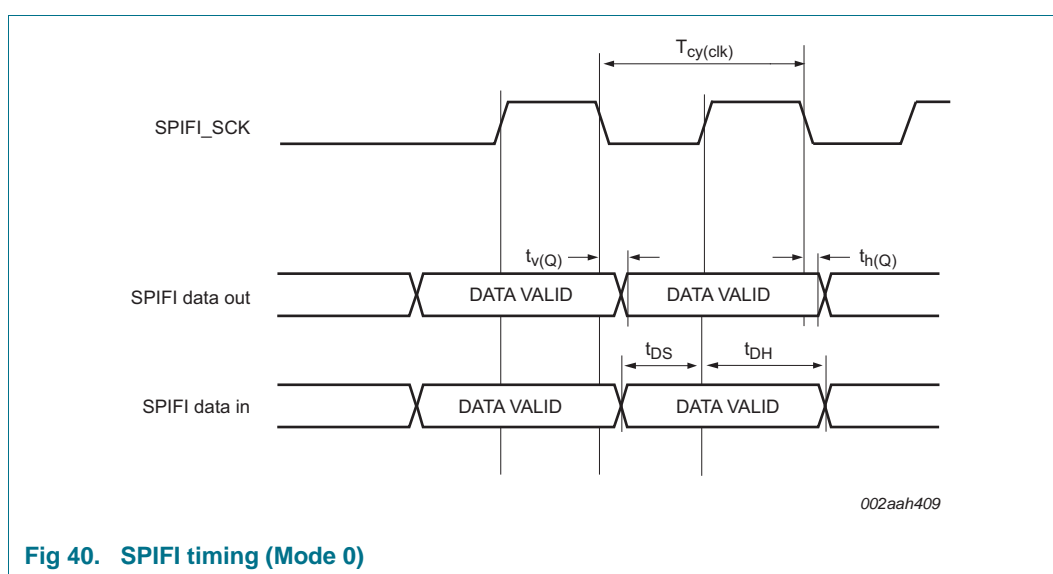 Tcy(clk)
SPIFI_SCK
tv(Q)
th(Q)
SPIFI data out
DATA VALID
DATA VALID
tDS
tDH
SPIFI data in
DATA VALID
DATA VALID
002aah409
Fig 40. SPIFI timing (Mode 0)